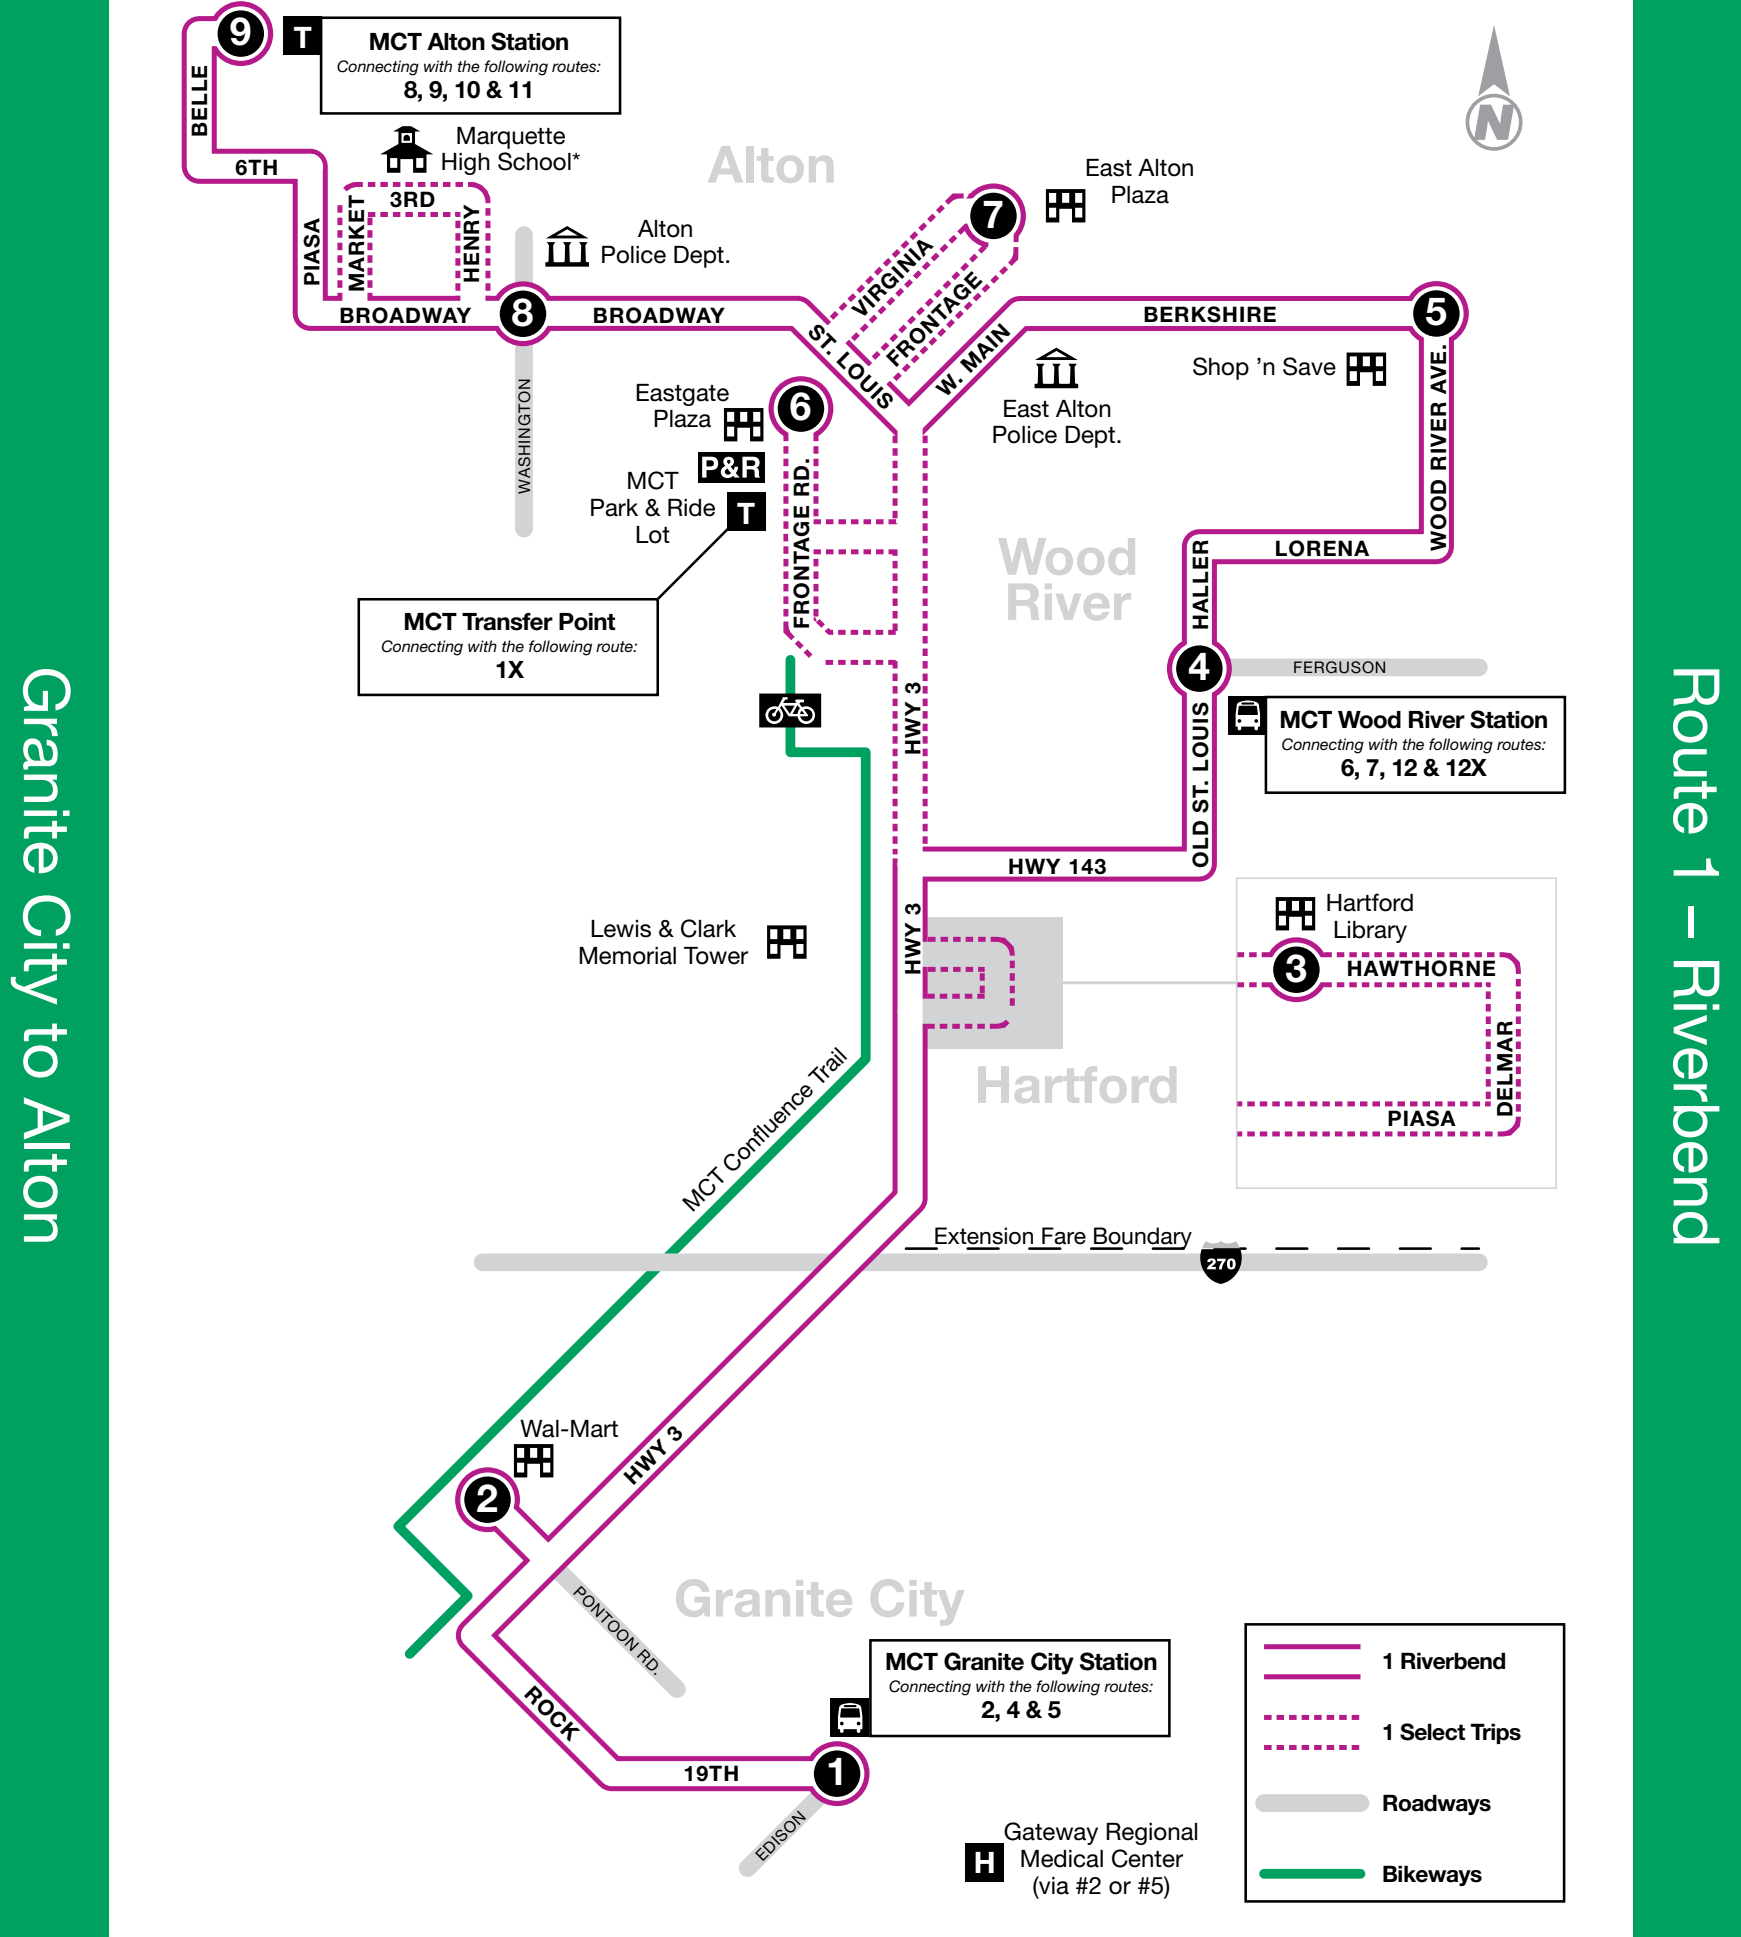 Granite City to Alton
Route 1 – Riverbend
9
T
MCT Alton Station
Connecting with the following routes:
8, 9, 10 & 11
N
BELLE
6TH
Marquette
High School*
Alton
3RD
MARKET
HENRY
PIASA
Alton
Police Dept.
East Alton
Plaza
7
VIRGINIA
FRONTAGE
BROADWAY
8
BROADWAY
ST. LOUIS
W. MAIN
BERKSHIRE
5
WASHINGTON
Eastgate
Plaza
6
East Alton
Police Dept.
Shop 'n Save
WOOD RIVER AVE.
P&R
MCT
Park & Ride
Lot
T
FRONTAGE RD.
Wood
River
LORENA
HALLER
MCT Transfer Point
Connecting with the following route:
1X
4
FERGUSON
HWY 3
OLD ST. LOUIS
MCT Wood River Station
Connecting with the following routes:
6, 7, 12 & 12X
HWY 143
HWY 3
Lewis & Clark
Memorial Tower
Hartford
Library
3
HAWTHORNE
DELMAR
PIASA
Hartford
MCT Confluence Trail
Extension Fare Boundary
270
Wal-Mart
2
HWY 3
PONTOON RD.
Granite City
MCT Granite City Station
Connecting with the following routes:
2, 4 & 5
ROCK
19TH
1
EDISON
H
Gateway Regional
Medical Center
(via #2 or #5)
1 Riverbend
1 Select Trips
Roadways
Bikeways